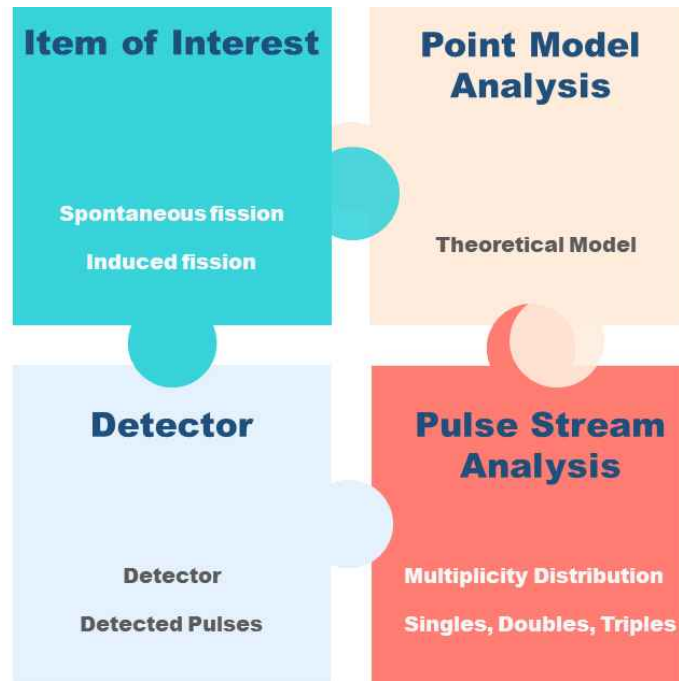 Item of Interest
Spontaneous fission
Induced fission
Point Model
Analysis
Theoretical Model
Detector
Detector
Detected Pulses
Pulse Stream
Analysis
Multiplicity Distribution
Singles, Doubles, Triples